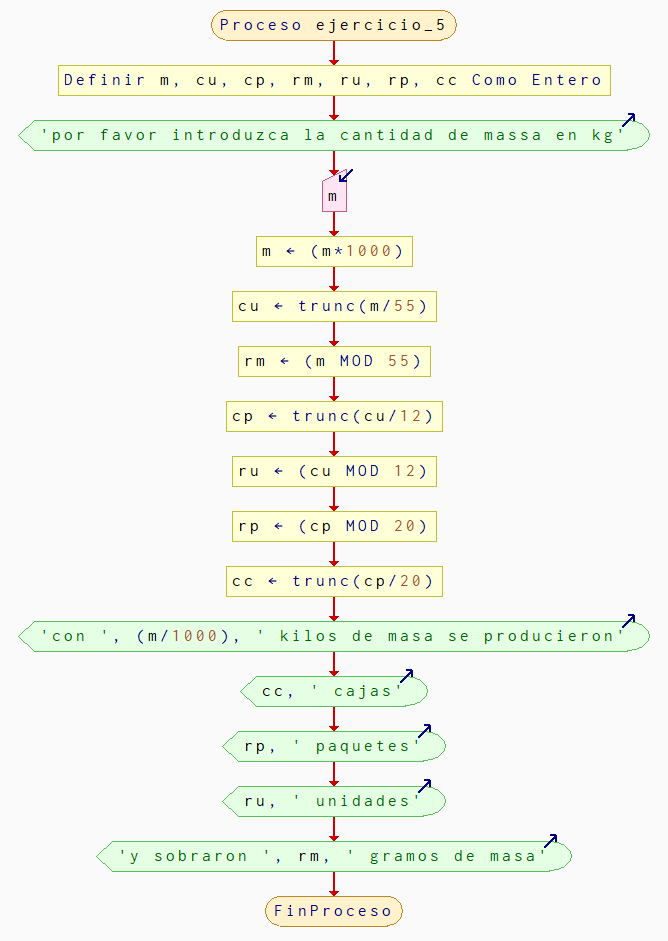 Proceso ejercicio_5
Definir m, cu, cp, rm, ru, rp, cc Como Entero
'por favor introduzca la cantidad de massa en kg'
m
m ← (m*1000)
cu ← trunc(m/55)
rm ← (m MOD 55)
cp ← trunc(cu/12)
ru ← (cu MOD 12)
rp ← (cp MOD 20)
cc ← trunc(cp/20)
'con ', (m/1000), ' kilos de masa se producieron'
cc, ' cajas'
rp, ' paquetes'
ru, ' unidades'
'y sobraron ', rm, ' gramos de masa'
FinProceso